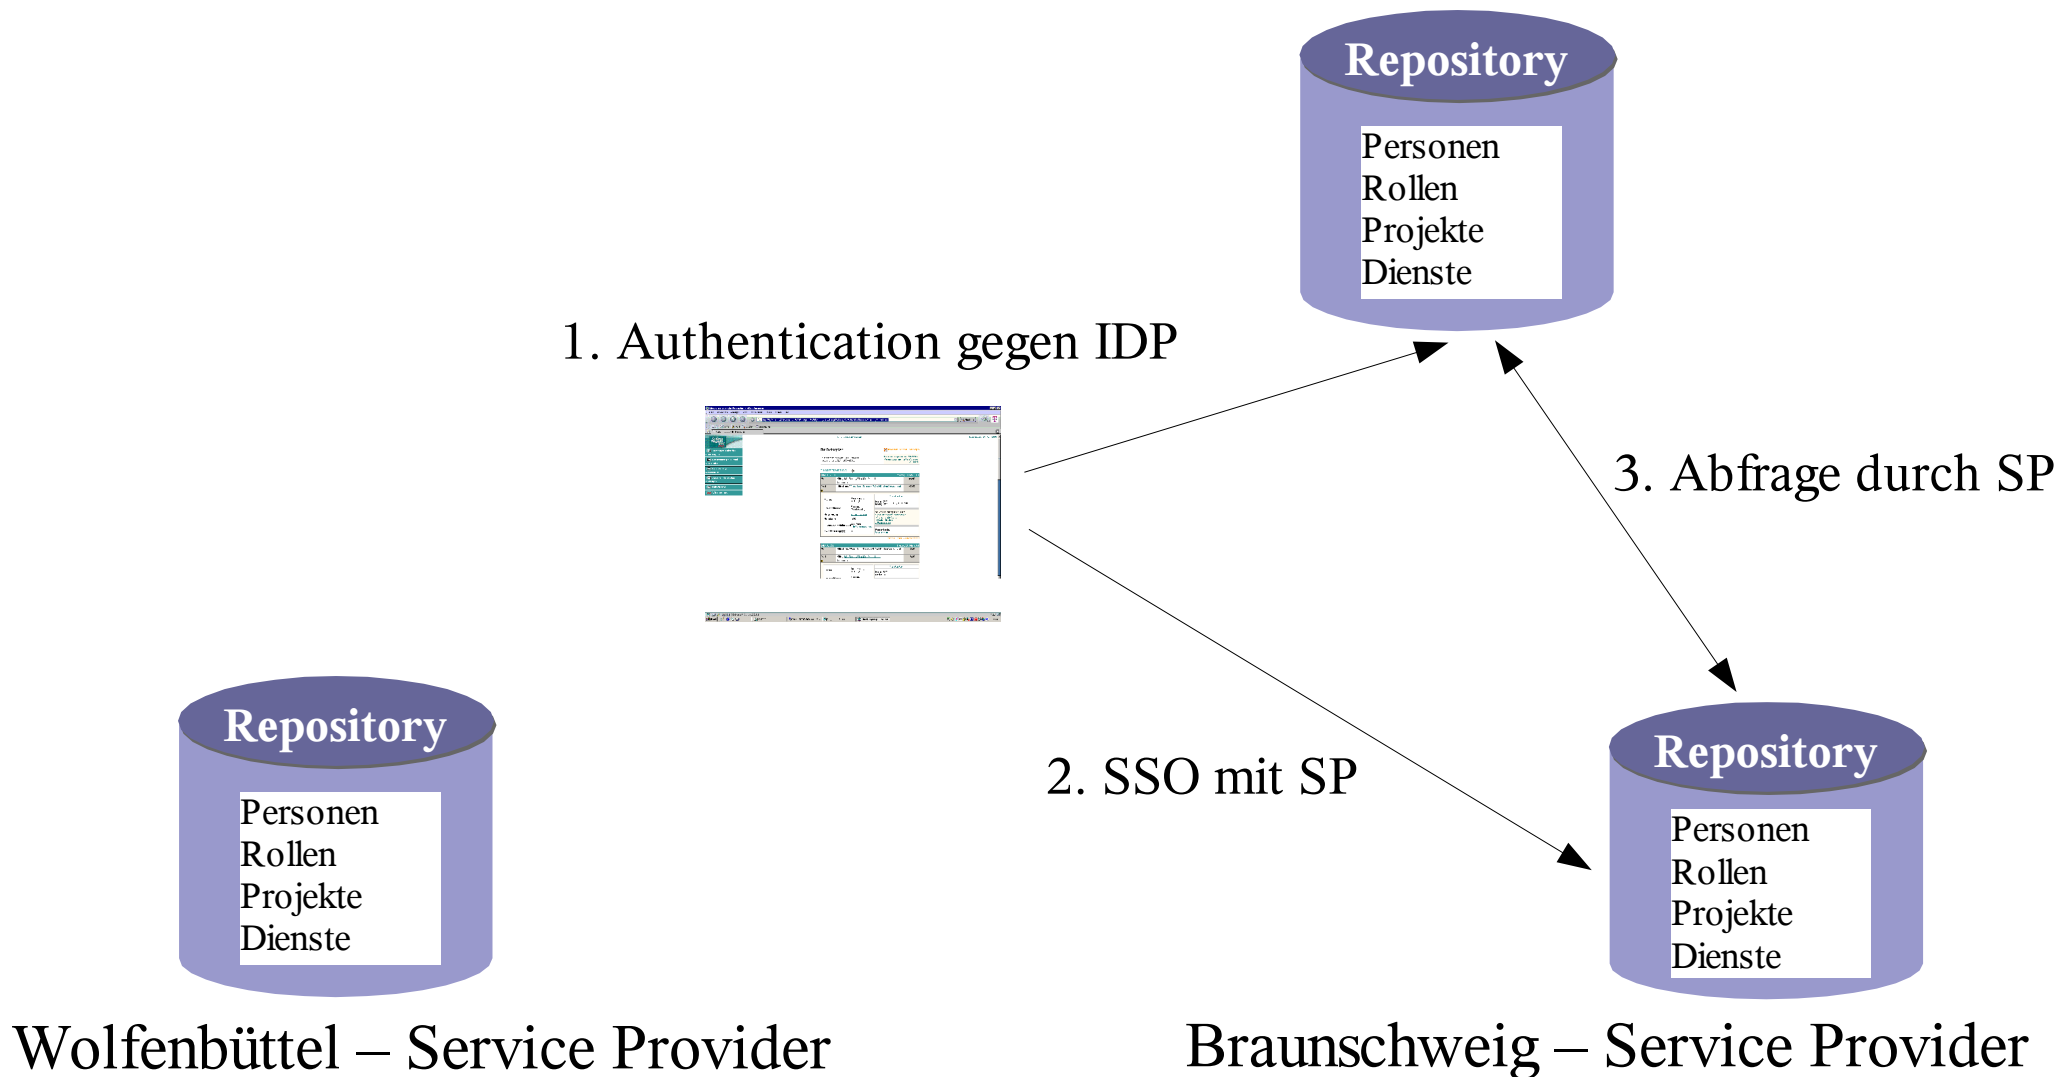 Repository
Personen
Rollen
Projekte
Dienste
1. Authentication gegen IDP
3. Abfrage durch SP
2. SSO mit SP
Repository
Personen
Rollen
Projekte
Dienste
Wolfenbüttel – Service Provider
Repository
Personen
Rollen
Projekte
Dienste
Braunschweig – Service Provider